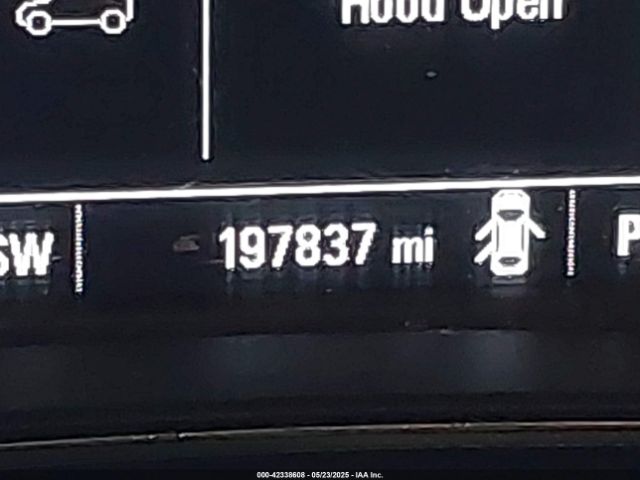 Hood Open
SW 197837 mi P
000-42338608 - 05/23/2025 - IAA Inc.